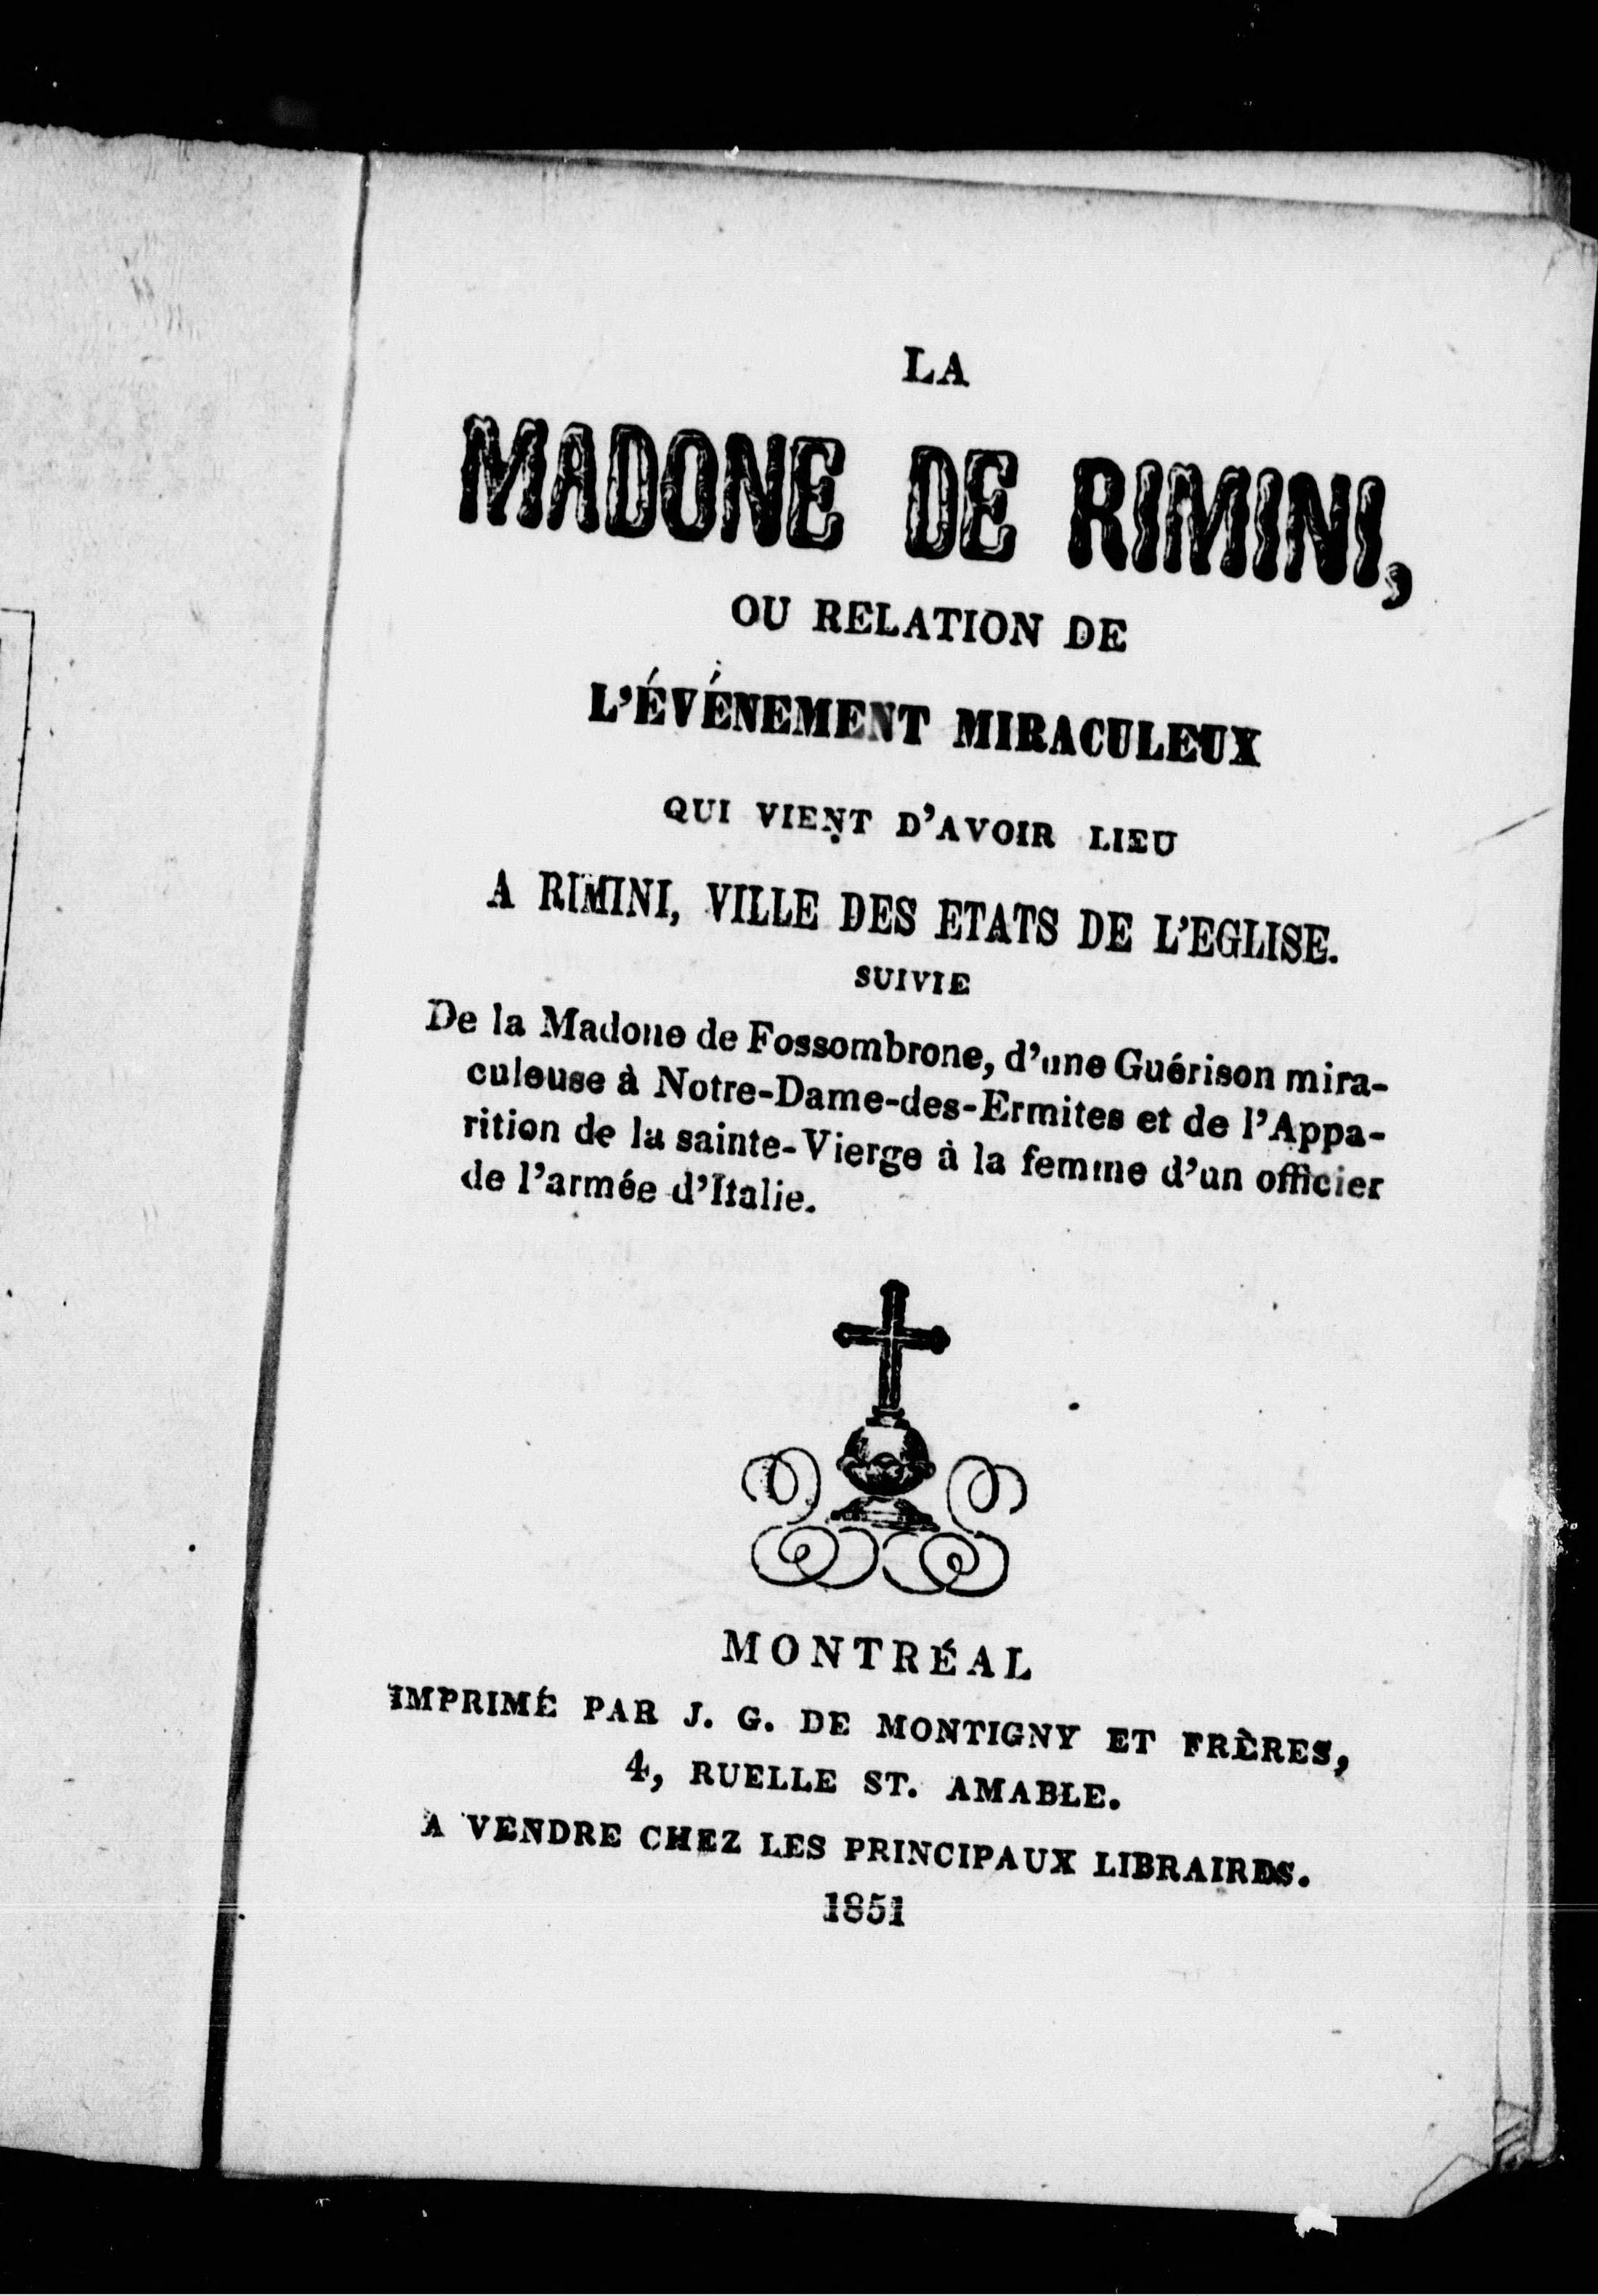 LA
MADONE DE RIMINI,
OU RELATION DE
L'ÉVÉNEMENT MIRACULEUX
QUI VIENT D'AVOIR LIEU
A RIMINI, VILLE DES ETATS DE L'EGLISE.
SUIVIE
De la Madone de Fossombrone, d'une Guérison mira-
culeuse à Notre-Dame-des-Ermites et de l'Appa-
rition de la sainte-Vierge à la femme d'un officier
de l'armée d'Italie.
MONTRÉAL
IMPRIMÉ PAR J. G. DE MONTIGNY ET FRÈRES,
4, RUELLE ST. AMABLE.
A VENDRE CHEZ LES PRINCIPAUX LIBRAIRES.
1851